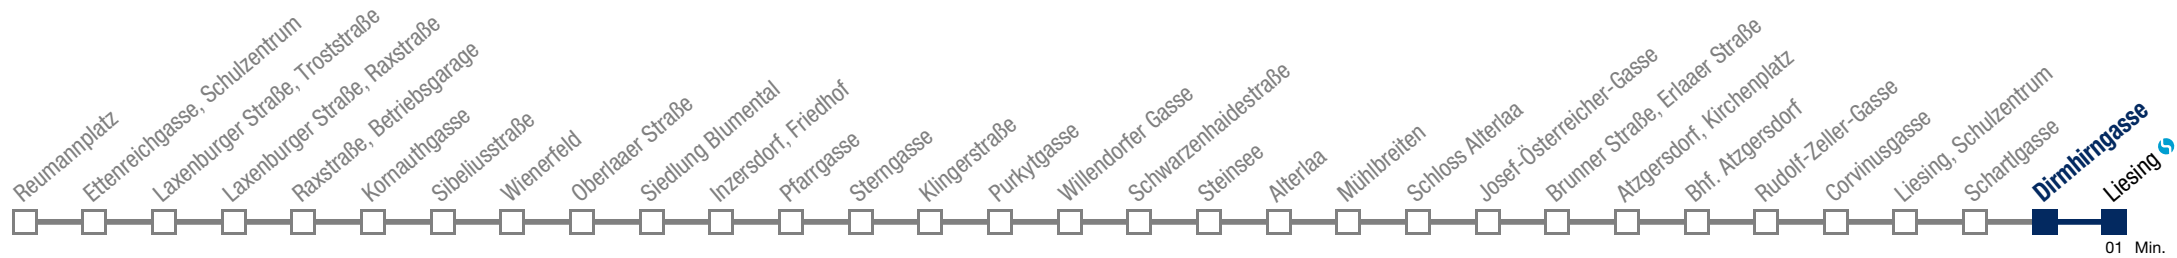 Reumannplatz
Ettenreichgasse, Schulzentrum
Laxenburger Straße, Troststraße
Laxenburger Straße, Raxstraße
Raxstraße, Betriebsgarage
Kornauthgasse
Sibeliusstraße
Wienerfeld
Oberlaaer Straße
Siedlung Blumental
Inzersdorf, Friedhof
Pfarrgasse
Sterngasse
Klingerstraße
Purkytgasse
Willendorfer Gasse
Schwarzenhaidestraße
Steinsee
Alterlaa
Mühlbreiten
Schloss Alterlaa
Josef-Österreicher-Gasse
Brunner Straße, Erlaaer Straße
Atzgersdorf, Kirchenplatz
Bhf. Atzgersdorf
Rudolf-Zeller-Gasse
Corvinusgasse
Liesing, Schulzentrum
Schartlgasse
Dirmhirngasse
Liesing
01 Min.